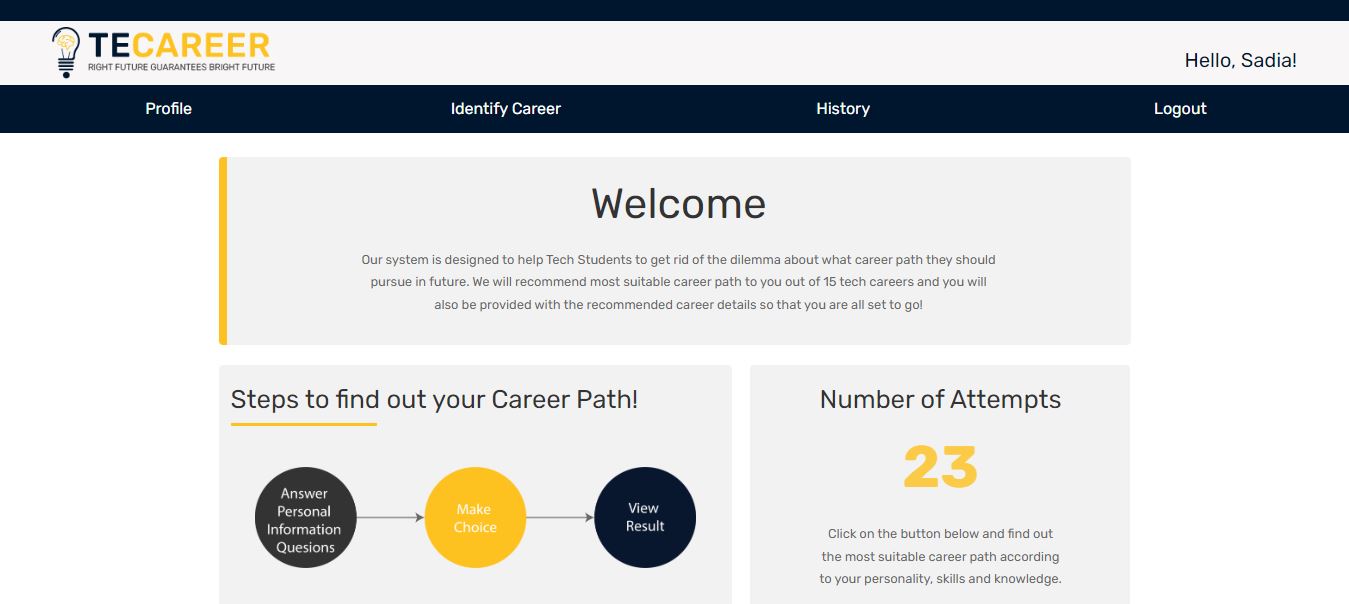 TECAREER
RIGHT FUTURE GUARANTEES BRIGHT FUTURE
Hello, Sadia!
Profile
Identify Career
History
Logout
Welcome
Our system is designed to help Tech Students to get rid of the dilemma about what career path they should
pursue in future. We will recommend most suitable career path to you out of 15 tech careers and you will
also be provided with the recommended career details so that you are all set to go!
Steps to find out your Career Path!
Answer
Personal
Information
Quesions
Make
Choice
View
Result
Number of Attempts
23
Click on the button below and find out
the most suitable career path according
to your personality, skills and knowledge.